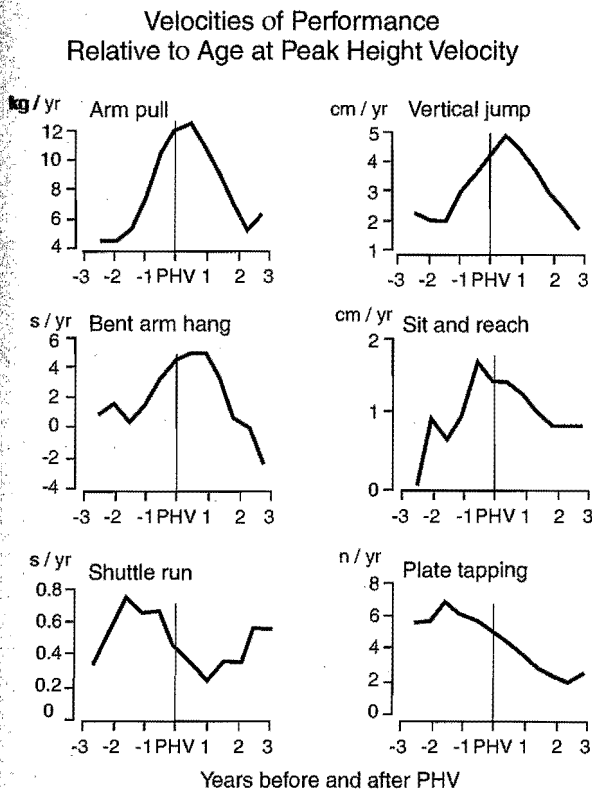 Velocities of Performance
Relative to Age at Peak Height Velocity
kg / yr
Arm pull
12
10
8
6
4
-3 -2 -1 PHV 1 2 3
cm / yr
Vertical jump
5
4
3
2
1
-3 -2 -1 PHV 1 2 3
s / yr
Bent arm hang
6
4
2
0
-2
-4
-3 -2 -1 PHV 1 2 3
cm / yr
Sit and reach
2
1
0
-3 -2 -1 PHV 1 2 3
s / yr
Shuttle run
0.8
0.6
0.4
0.2
0
-3 -2 -1 PHV 1 2 3
n / yr
Plate tapping
8
6
4
2
0
-3 -2 -1 PHV 1 2 3
Years before and after PHV